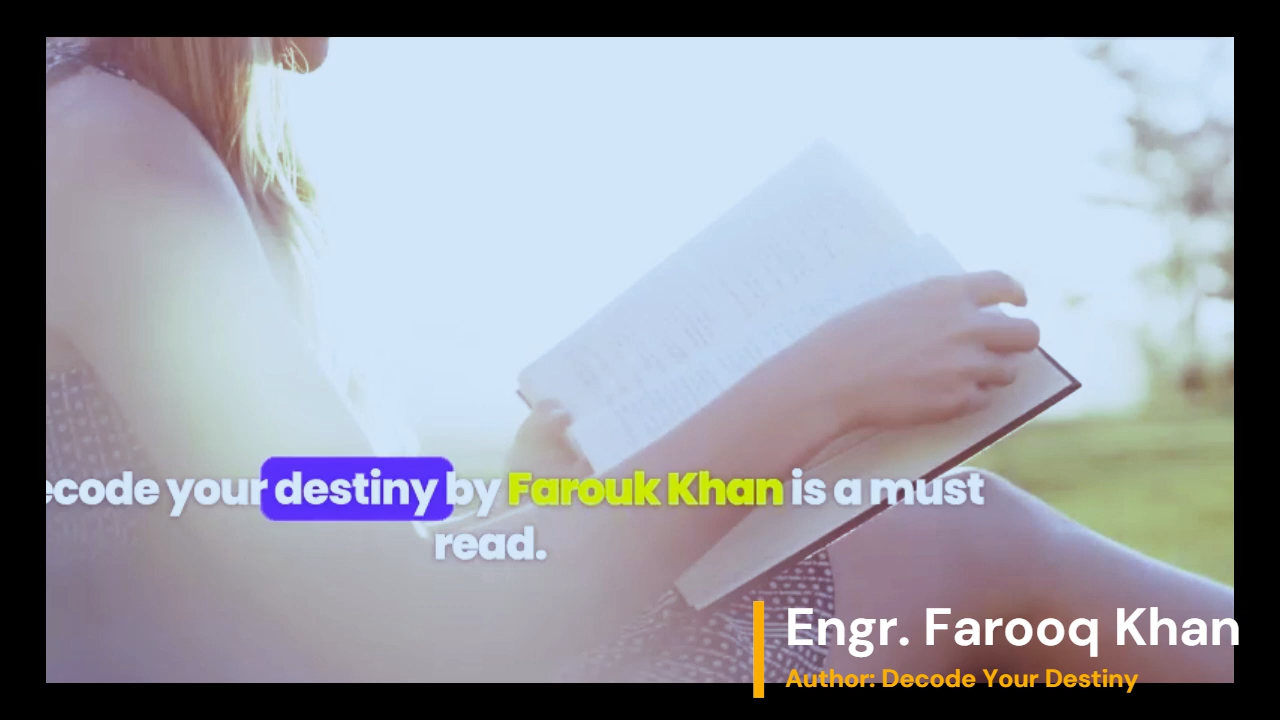 ecode your destiny by Farouk Khan is a must
read.
Engr. Farooq Khan
Author: Decode Your Destiny